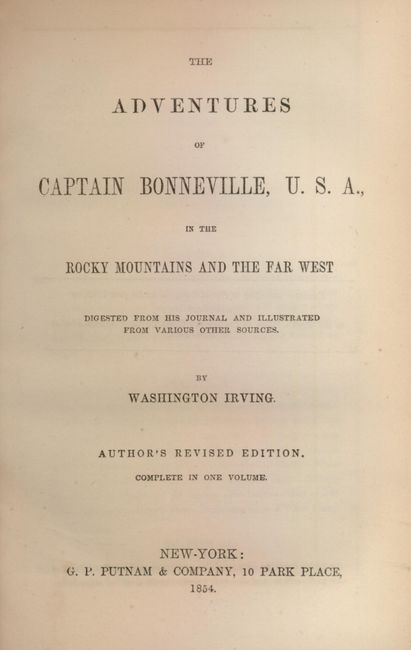 THE
ADVENTURES
OF
CAPTAIN BONNEVILLE, U. S. A.,
IN THE
ROCKY MOUNTAINS AND THE FAR WEST
DIGESTED FROM HIS JOURNAL AND ILLUSTRATED
FROM VARIOUS OTHER SOURCES.
BY
WASHINGTON IRVING.
AUTHOR'S REVISED EDITION.
COMPLETE IN ONE VOLUME.
NEW-YORK:
G. P. PUTNAM & COMPANY, 10 PARK PLACE,
1854.